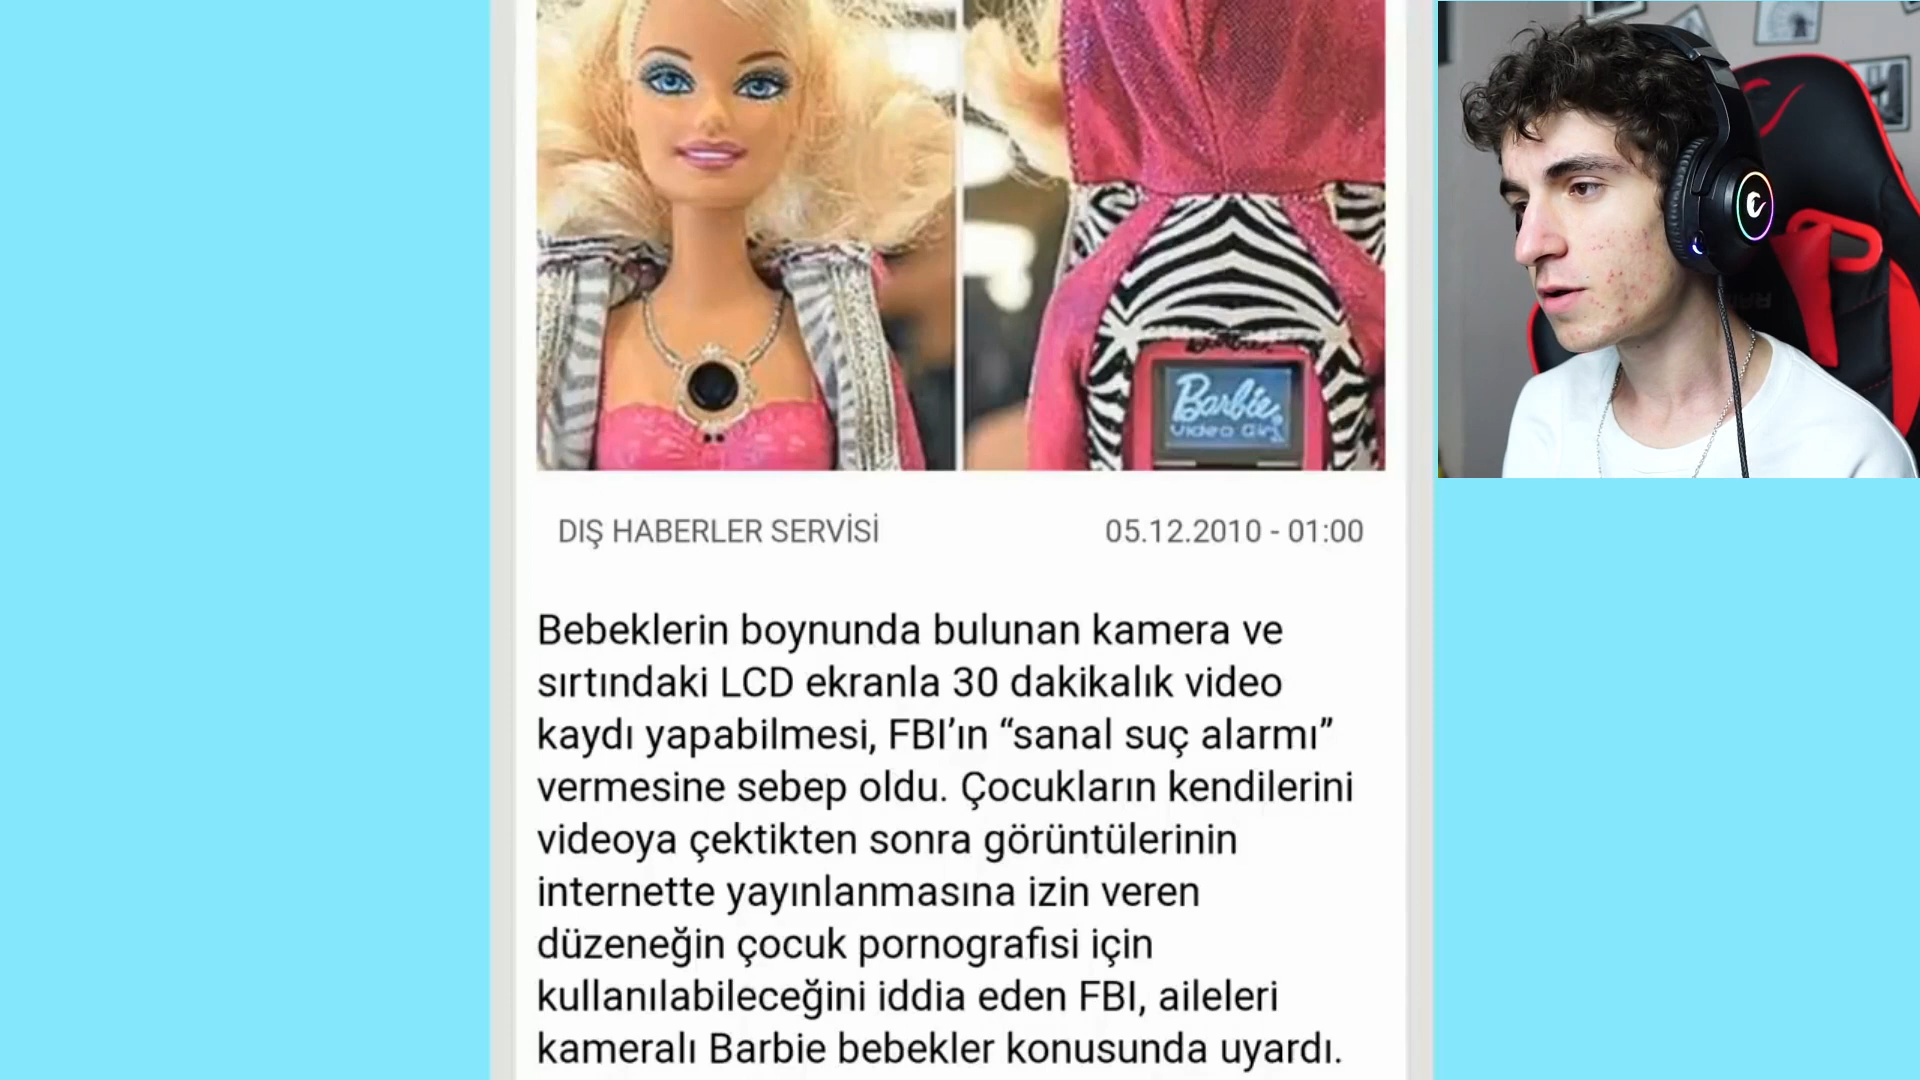 Barbie
Video Girl
DIŞ HABERLER SERVİSİ
05.12.2010 - 01:00
Bebeklerin boynunda bulunan kamera ve
sırtındaki LCD ekranla 30 dakikalık video
kaydı yapabilmesi, FBI’ın “sanal suç alarmı”
vermesine sebep oldu. Çocukların kendilerini
videoya çektikten sonra görüntülerinin
internette yayınlanmasına izin veren
düzeneğin çocuk pornografisi için
kullanılabileceğini iddia eden FBI, aileleri
kameralı Barbie bebekler konusunda uyardı.